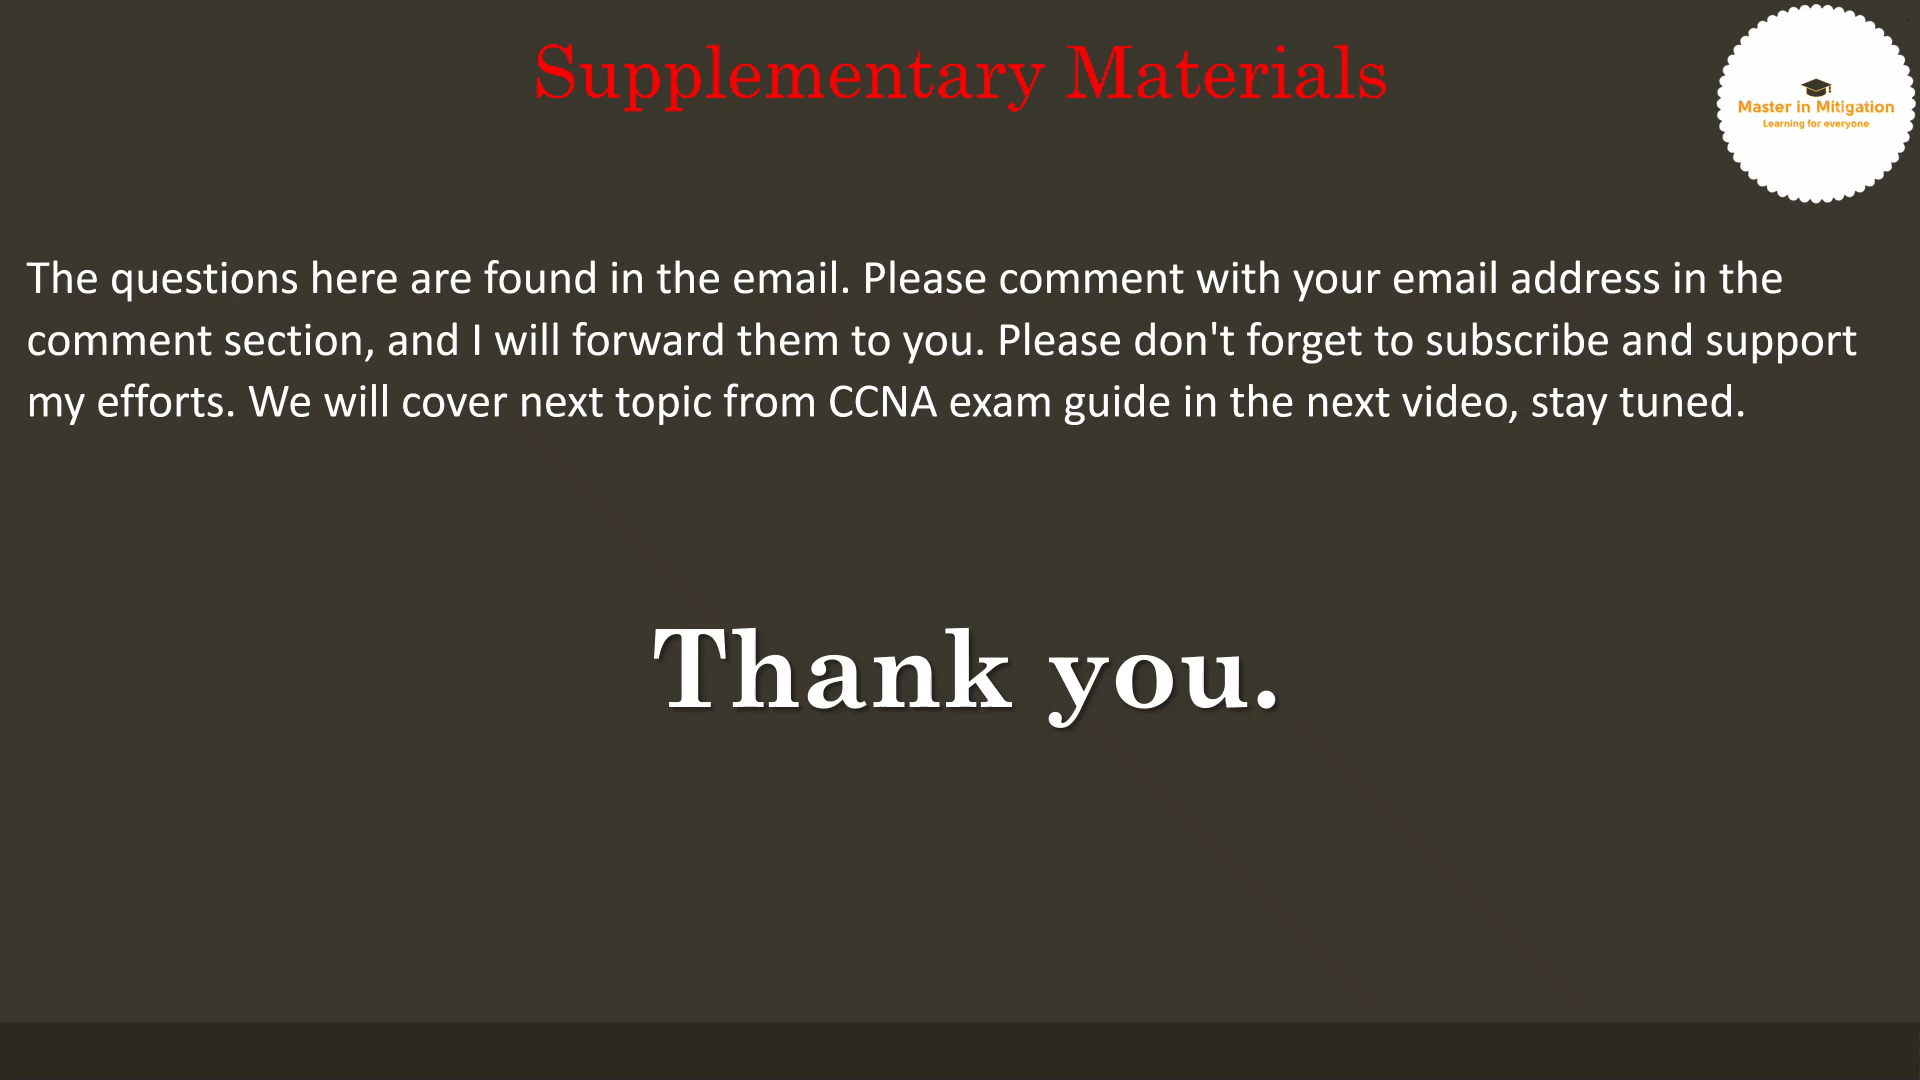 Supplementary Materials
Master in Mitigation
Learning for everyone
The questions here are found in the email. Please comment with your email address in the
comment section, and I will forward them to you. Please don't forget to subscribe and support
my efforts. We will cover next topic from CCNA exam guide in the next video, stay tuned.
Thank you.